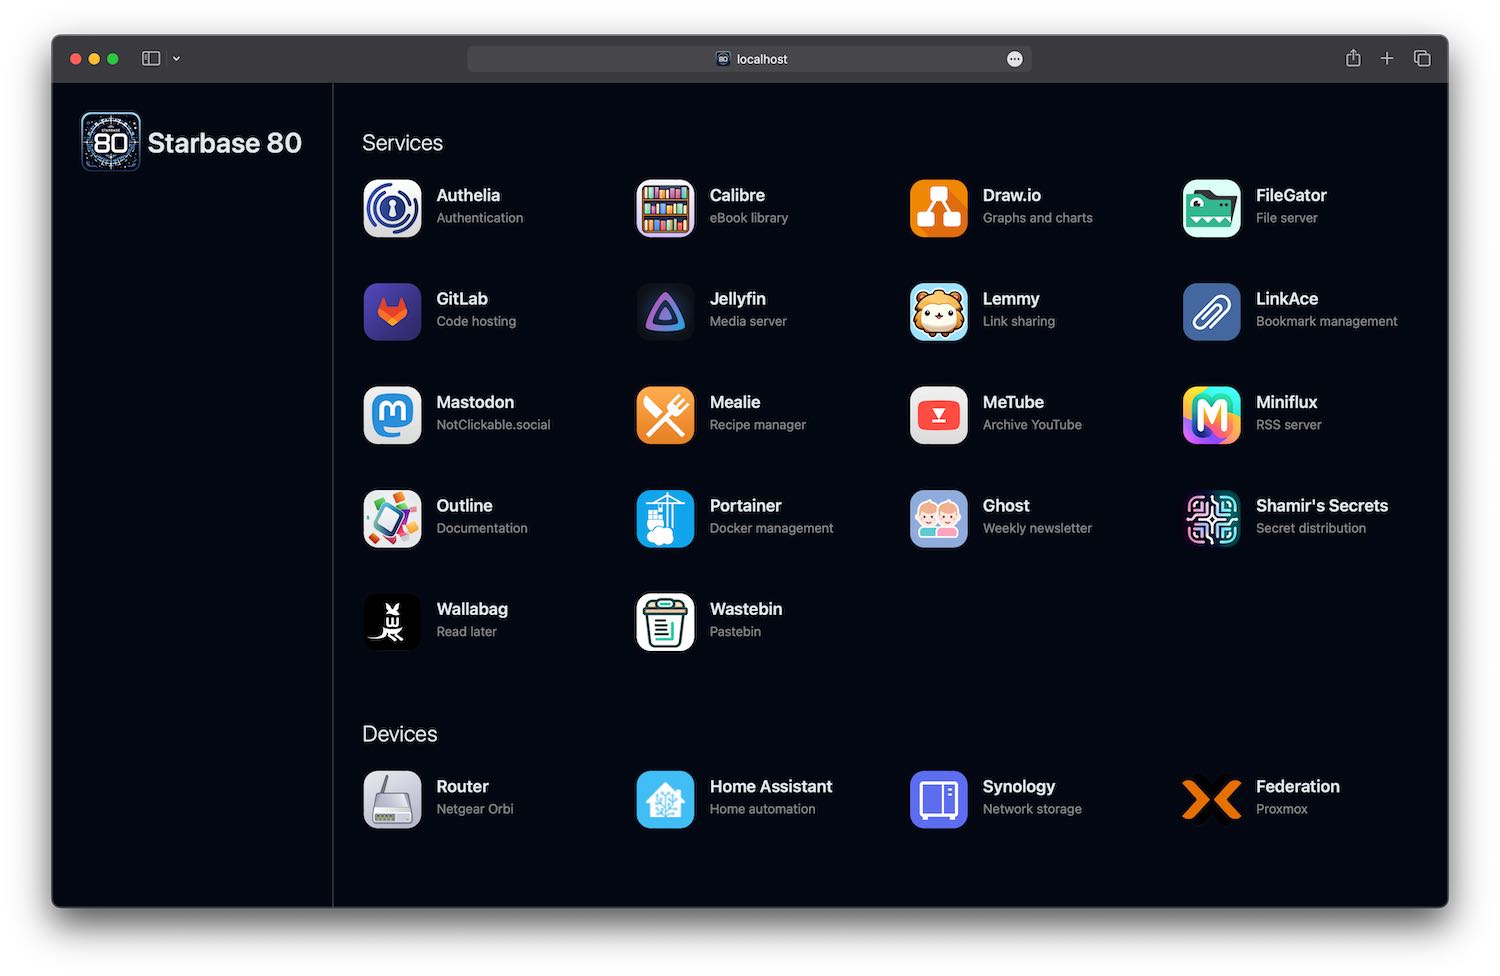 80 localhost
STARBASE
80
Starbase 80
Services
Authelia
Authentication
Calibre
eBook library
Draw.io
Graphs and charts
FileGator
File server
GitLab
Code hosting
Jellyfin
Media server
Lemmy
Link sharing
LinkAce
Bookmark management
Mastodon
NotClickable.social
Mealie
Recipe manager
MeTube
Archive YouTube
M
Miniflux
RSS server
Outline
Documentation
Portainer
Docker management
Ghost
Weekly newsletter
Shamir's Secrets
Secret distribution
Wallabag
Read later
Wastebin
Pastebin
Devices
Router
Netgear Orbi
Home Assistant
Home automation
Synology
Network storage
Federation
Proxmox